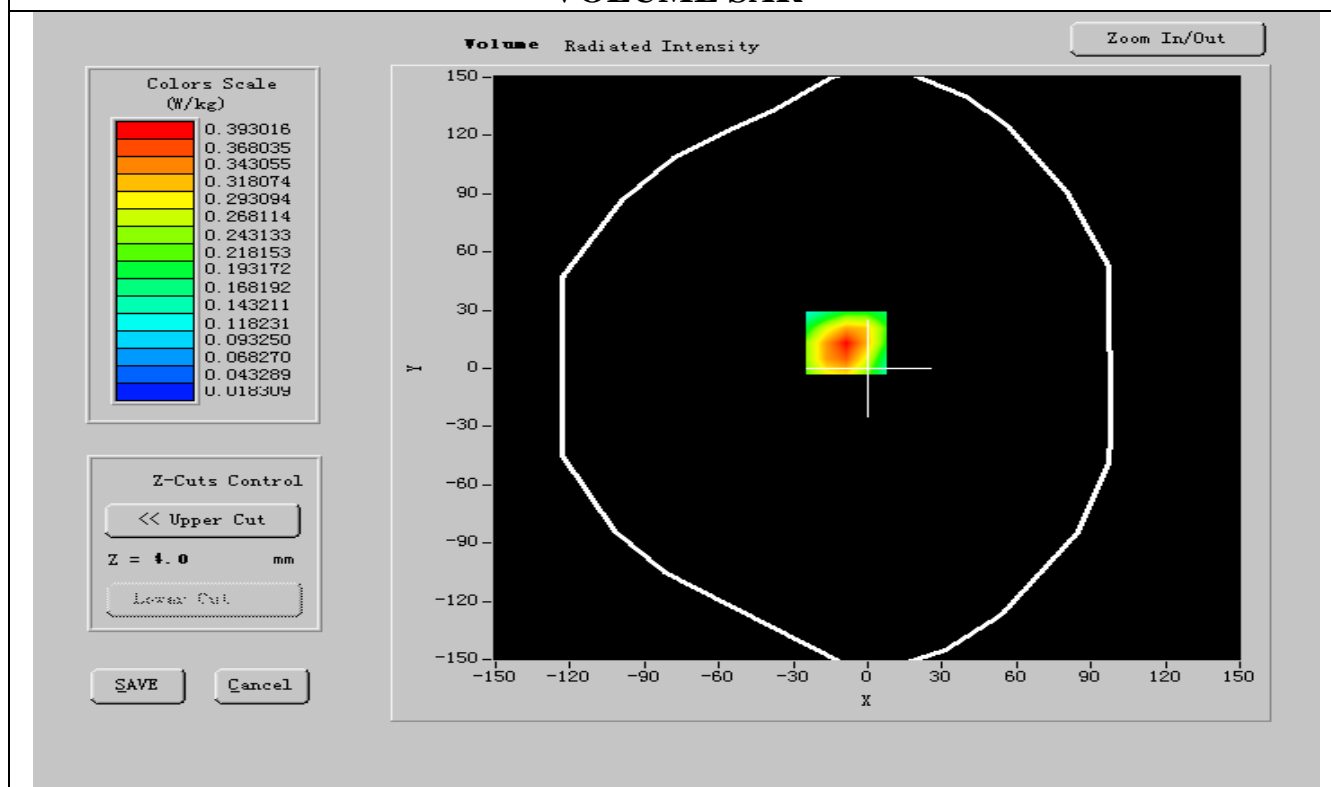 VOLUME SAR
Volume Radiated Intensity
Zoom In/Out
Colors Scale
(W/kg)
0.393016
0.368035
0.343055
0.318074
0.293094
0.268114
0.243133
0.218153
0.193172
0.168192
0.143211
0.118231
0.093250
0.068270
0.043289
0.018309
Z-Cuts Control
<< Upper Cut
Z = 4.0 mm
Lower Cut
SAVE
Cancel
150
120
90
60
30
0
-30
-60
-90
-120
-150
Y
-150 -120 -90 -60 -30 0 30 60 90 120 150
X